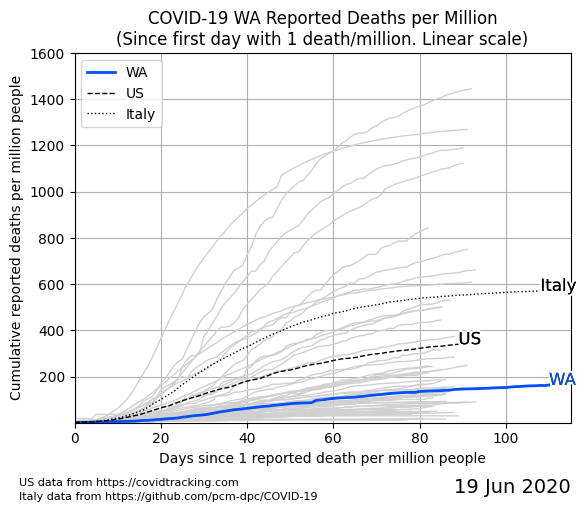 COVID-19 WA Reported Deaths per Million
(Since first day with 1 death/million. Linear scale)
Cumulative reported deaths per million people
1600
1400
1200
1000
800
600
400
200
WA
US
Italy
Italy
US
WA
0
20
40
60
80
100
Days since 1 reported death per million people
US data from https://covidtracking.com
Italy data from https://github.com/pcm-dpc/COVID-19
19 Jun 2020